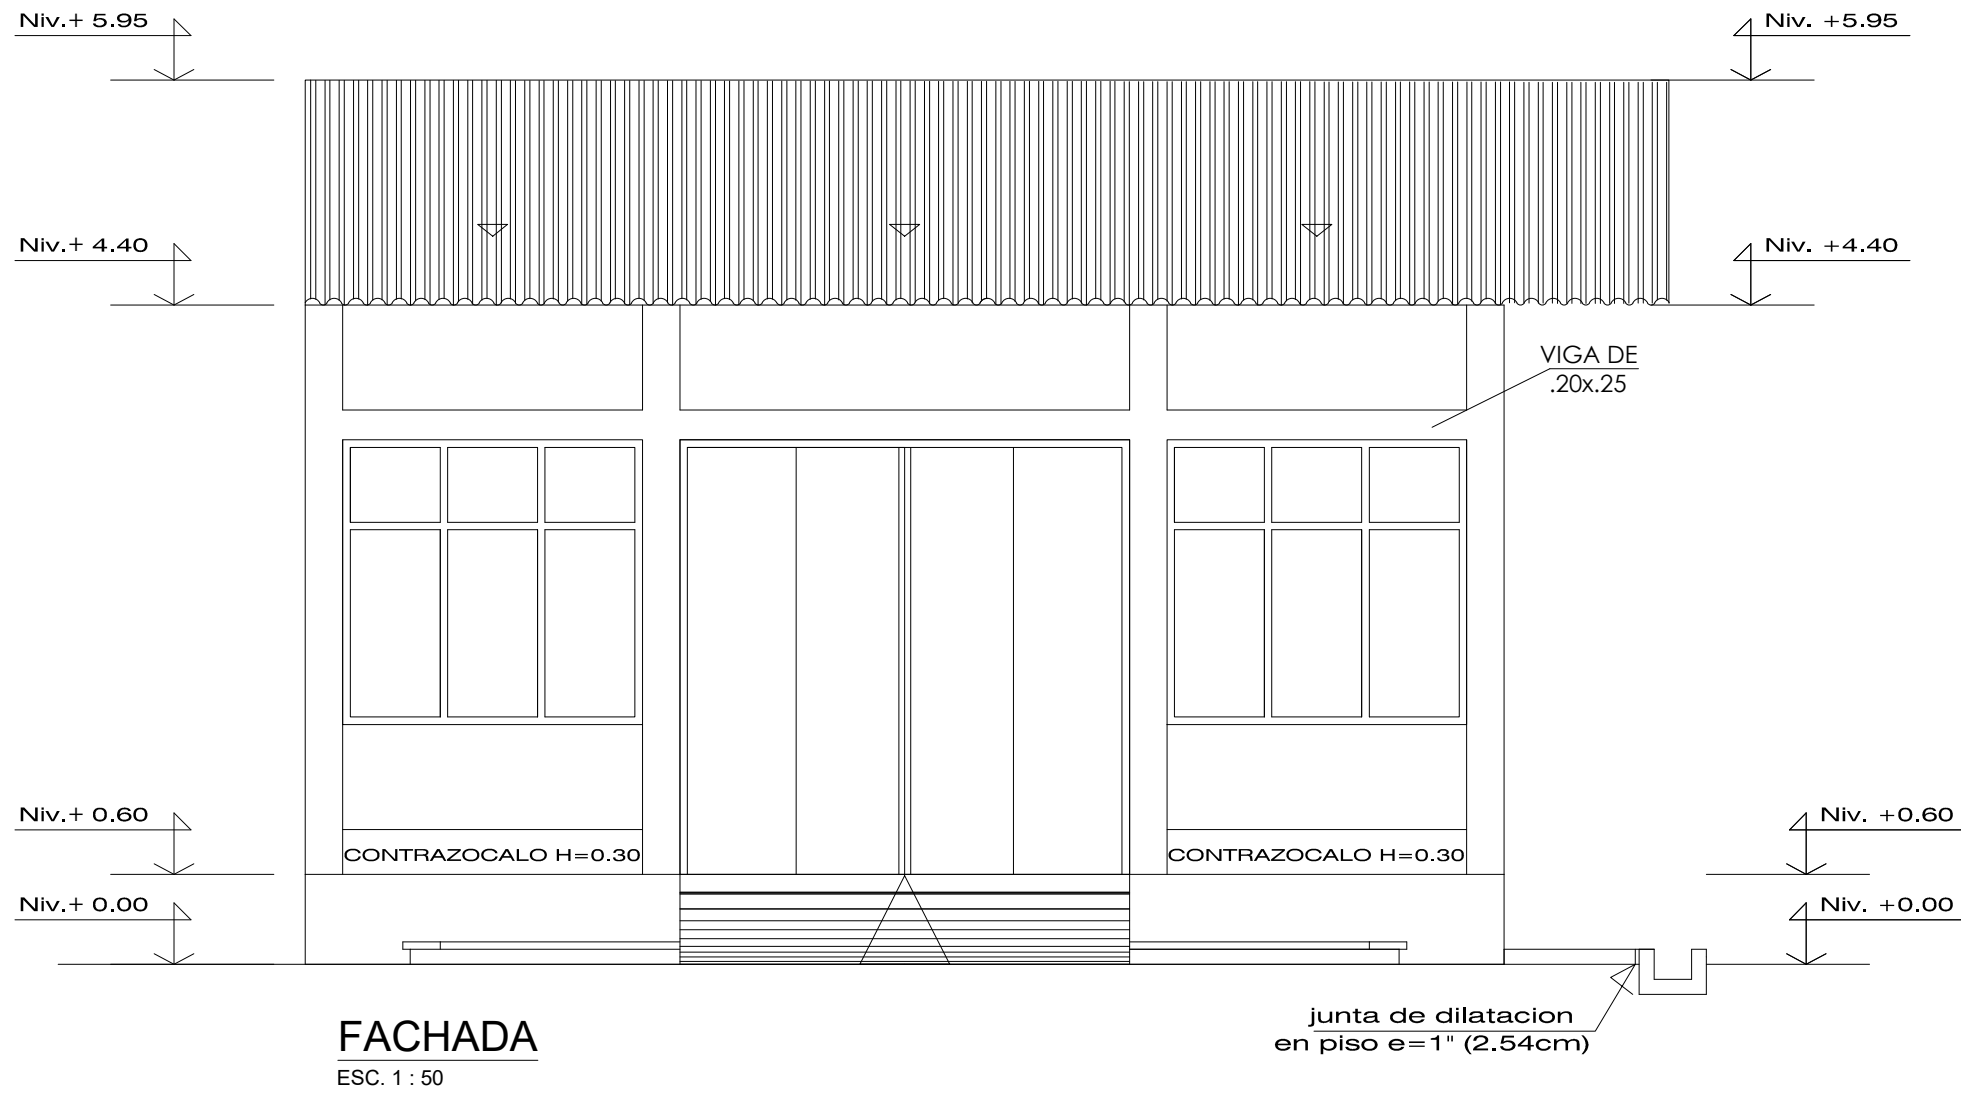 Niv.+ 5.95
Niv. +5.95
Niv.+ 4.40
Niv. +4.40
VIGA DE
.20x.25
Niv.+ 0.60
Niv. +0.60
CONTRAZOCALO H=0.30
CONTRAZOCALO H=0.30
Niv.+ 0.00
Niv. +0.00
junta de dilatacion
en piso e=1" (2.54cm)
FACHADA
ESC. 1 : 50